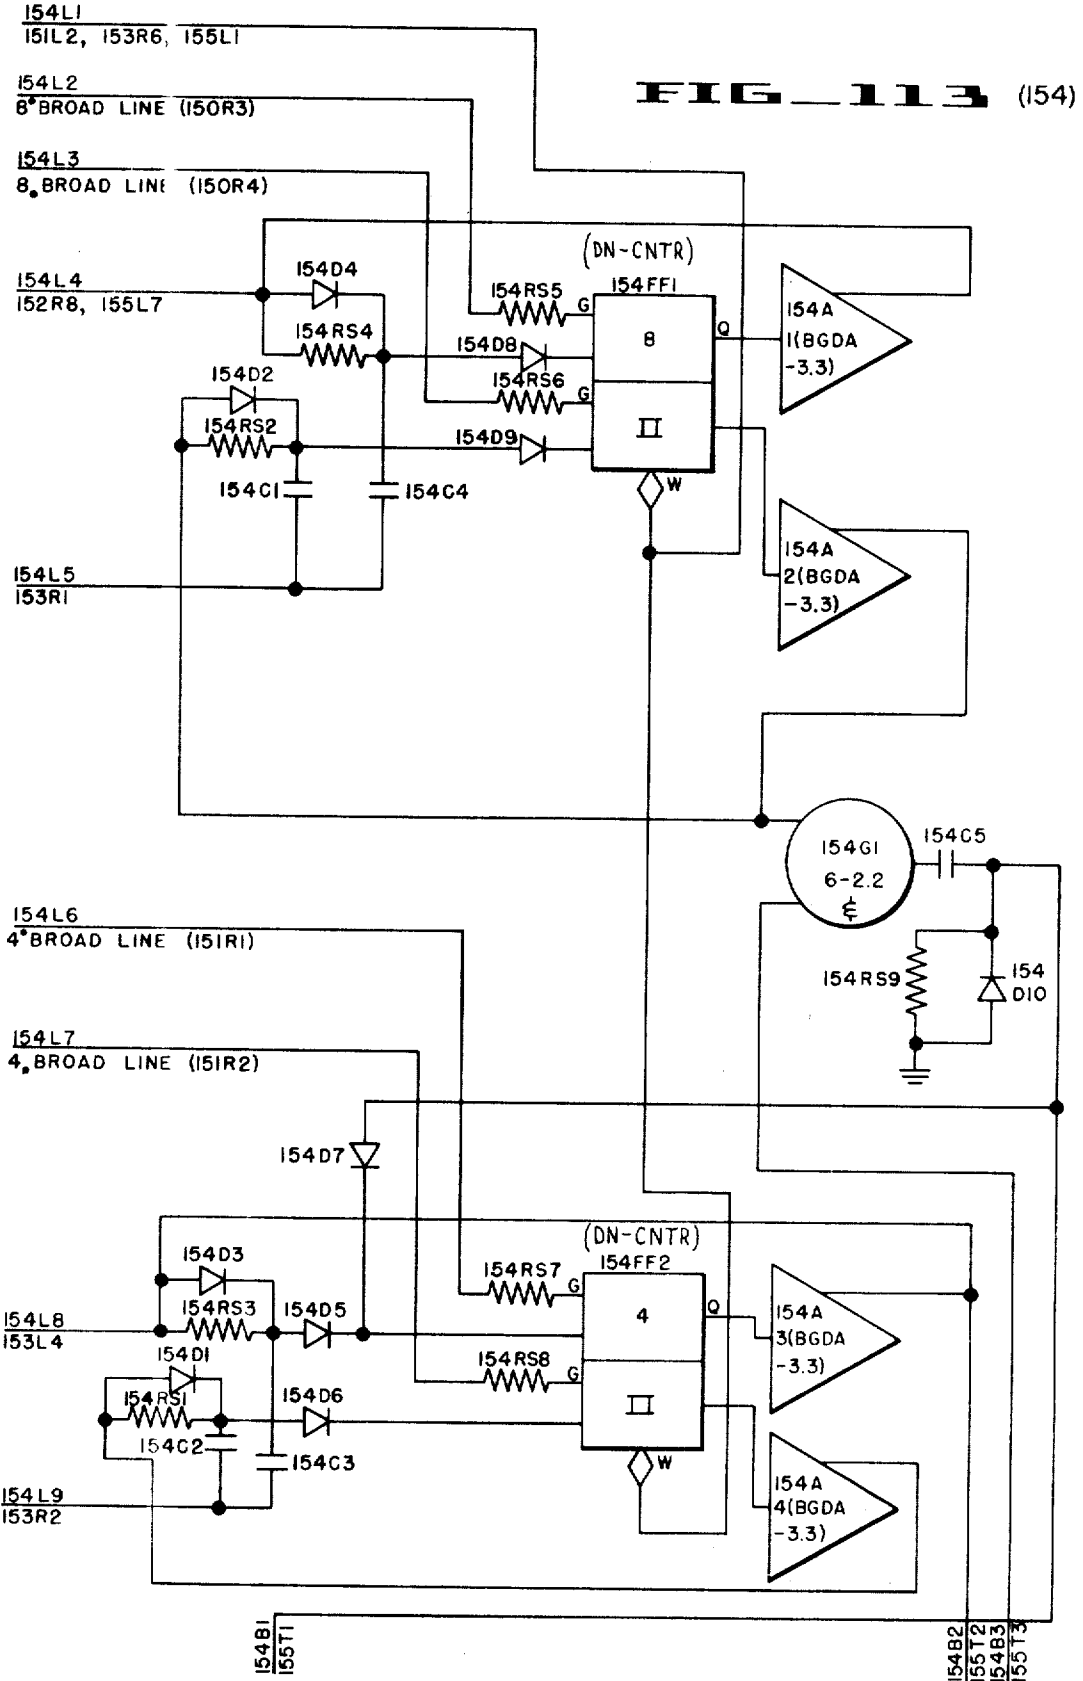 154L1
151L2, 153R6, 155L1
FIG_113 (154)
154L2
8•BROAD LINE (150R3)
154L3
8.BROAD LINE (150R4)
154L4
152R8, 155L7
154D4
154RS4
154D2
154RS2
154C1
154C4
154L5
153R1
(DN-CNTR)
154FF1
154RS5
G
8
Q
154D8
154RS6
G
154D9
W
154A
1(BGDA
-3.3)
154A
2(BGDA
-3.3)
154G1
6-2.2
&
154C5
154RS9
154
D10
154L6
4•BROAD LINE (151R1)
154L7
4.BROAD LINE (151R2)
154D7
(DN-CNTR)
154FF2
154RS7
G
4
Q
154D3
154RS3
154D5
154L8
153L4
154D1
154RS1
154RS8
G
154D6
154C2
154C3
W
154L9
153R2
154A
3(BGDA
-3.3)
154A
4(BGDA
-3.3)
154B1
155T1
154B2
155T2
154B3
155T3